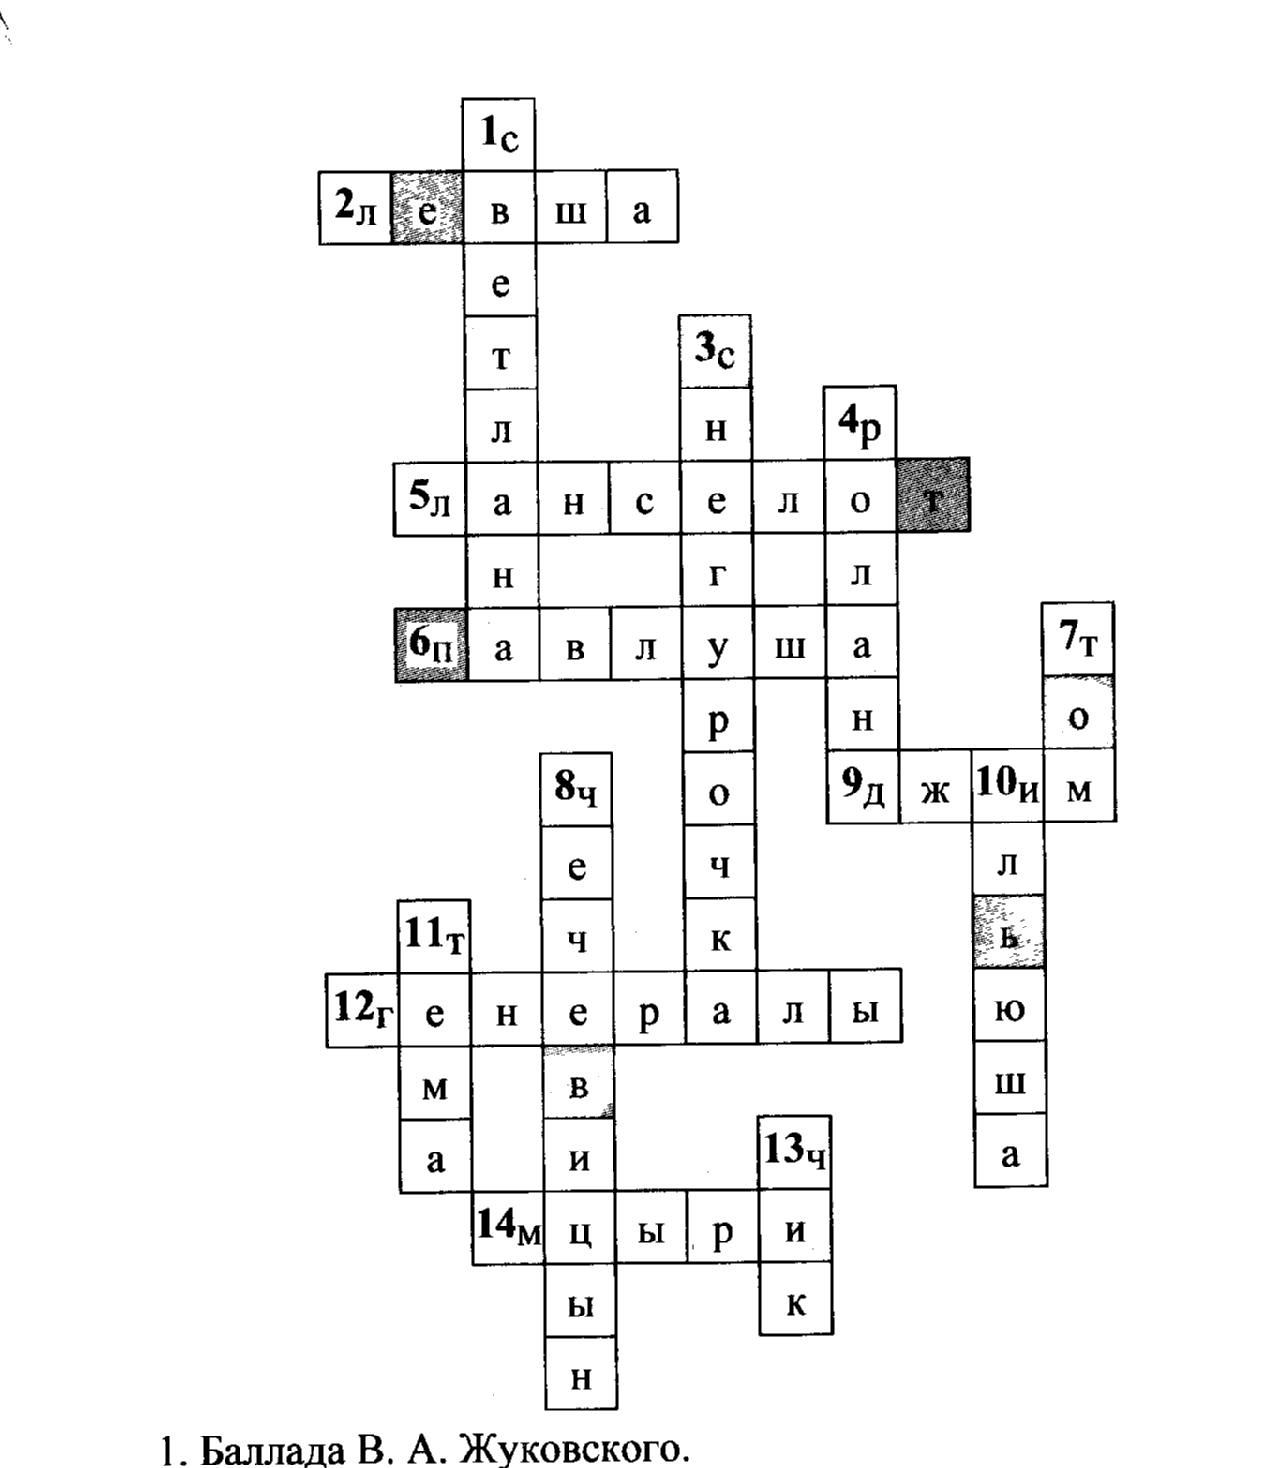 1с
2л е в ш а
е
т 3с
л н 4р
5л а н с е л о т
н г л
6п а в л у ш а 7т
р н о
8ч о 9д ж 10и м
е ч л
11т ч к ь
12г е н е р а л ы ю
м в ш
а и 13ч а
14м ц ы р и
ы к
н
1. Баллада В. А. Жуковского.